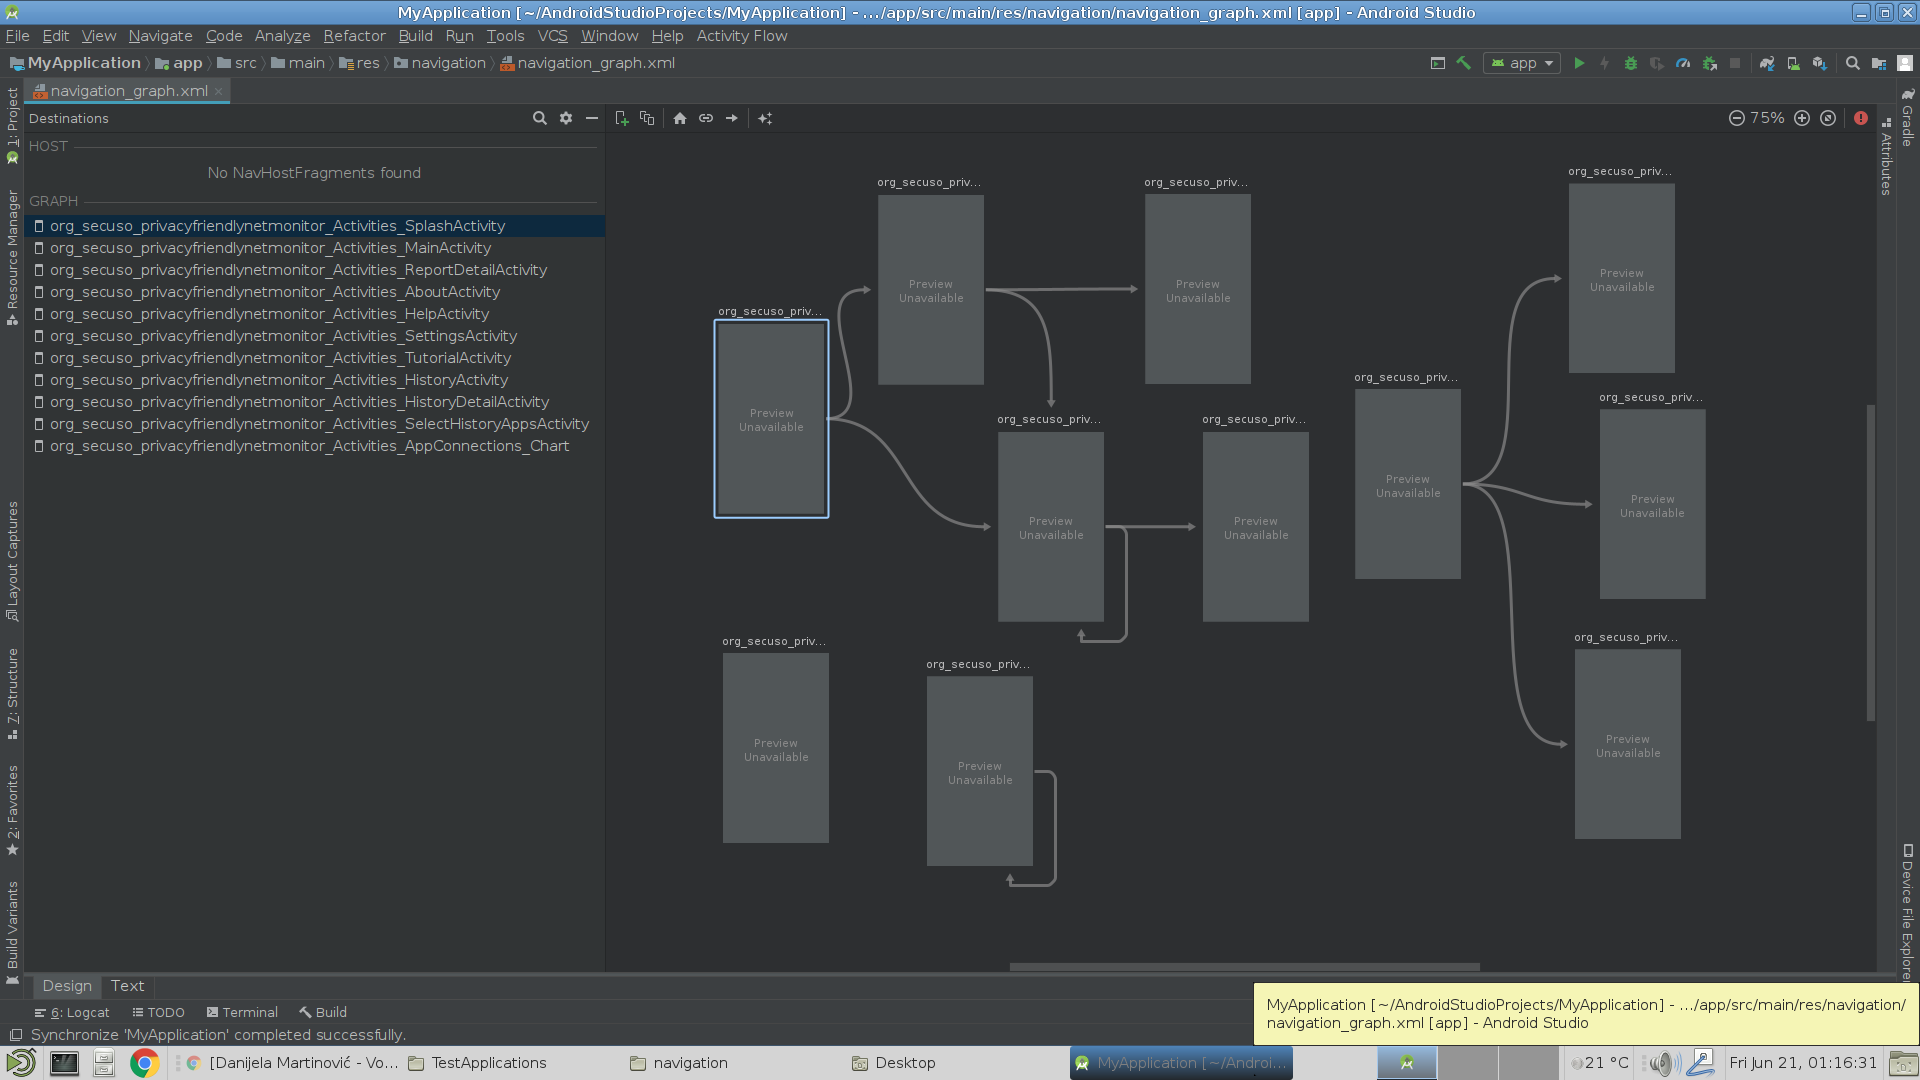 MyApplication [~/AndroidStudioProjects/MyApplication] - .../app/src/main/res/navigation/navigation_graph.xml [app] - Android Studio
File Edit View Navigate Code Analyze Refactor Build Run Tools VCS Window Help Activity Flow
MyApplication app src main res navigation navigation_graph.xml
app
navigation_graph.xml
1: Project
Resource Manager
Layout Captures
7: Structure
2: Favorites
Build Variants
Destinations
HOST
No NavHostFragments found
GRAPH
org_secuso_privacyfriendlynetmonitor_Activities_SplashActivity
org_secuso_privacyfriendlynetmonitor_Activities_MainActivity
org_secuso_privacyfriendlynetmonitor_Activities_ReportDetailActivity
org_secuso_privacyfriendlynetmonitor_Activities_AboutActivity
org_secuso_privacyfriendlynetmonitor_Activities_HelpActivity
org_secuso_privacyfriendlynetmonitor_Activities_SettingsActivity
org_secuso_privacyfriendlynetmonitor_Activities_TutorialActivity
org_secuso_privacyfriendlynetmonitor_Activities_HistoryActivity
org_secuso_privacyfriendlynetmonitor_Activities_HistoryDetailActivity
org_secuso_privacyfriendlynetmonitor_Activities_SelectHistoryAppsActivity
org_secuso_privacyfriendlynetmonitor_Activities_AppConnections_Chart
75%
org_secuso_priv...
Preview
Unavailable
org_secuso_priv...
Preview
Unavailable
org_secuso_priv...
Preview
Unavailable
org_secuso_priv...
Preview
Unavailable
org_secuso_priv...
Preview
Unavailable
org_secuso_priv...
Preview
Unavailable
org_secuso_priv...
Preview
Unavailable
org_secuso_priv...
Preview
Unavailable
org_secuso_priv...
Preview
Unavailable
org_secuso_priv...
Preview
Unavailable
org_secuso_priv...
Preview
Unavailable
Gradle
Attributes
Device File Explorer
Design Text
6: Logcat TODO Terminal Build
Synchronize 'MyApplication' completed successfully.
MyApplication [~/AndroidStudioProjects/MyApplication] - .../app/src/main/res/navigation/
navigation_graph.xml [app] - Android Studio
[Danijela Martinović - Vo... TestApplications navigation Desktop MyApplication [~/Androi... 21 °C Fri Jun 21, 01:16:31